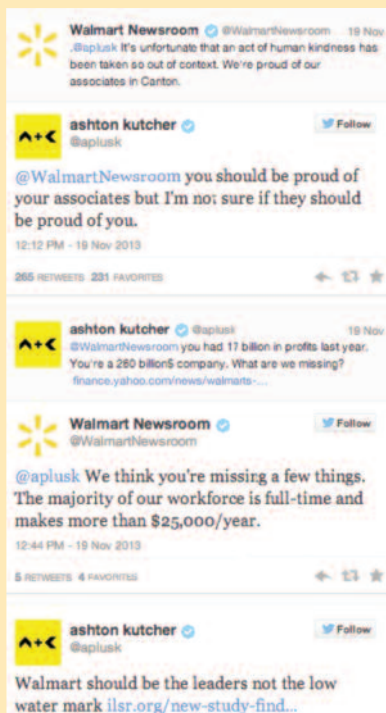 Walmart Newsroom @WalmartNewsroom 19 Nov
.@aplusk It's unfortunate that an act of human kindness has
been taken so out of context. We're proud of our
associates in Canton.
A+K
ashton kutcher
Follow
@aplusk
@WalmartNewsroom you should be proud of
your associates but I'm not sure if they should
be proud of you.
12:12 PM - 19 Nov 2013
265 RETWEETS 231 FAVORITES
A+K
ashton kutcher @aplusk 19 Nov
@WalmartNewsroom you had 17 billion in profits last year.
You're a 260 billion$ company. What are we missing?
finance.yahoo.com/news/walmarts-...
Walmart Newsroom
Follow
@WalmartNewsroom
@aplusk We think you're missing a few things.
The majority of our workforce is full-time and
makes more than $25,000/year.
12:44 PM - 19 Nov 2013
5 RETWEETS 4 FAVORITES
A+K
ashton kutcher
Follow
@aplusk
Walmart should be the leaders not the low
water mark ilsr.org/new-study-find...